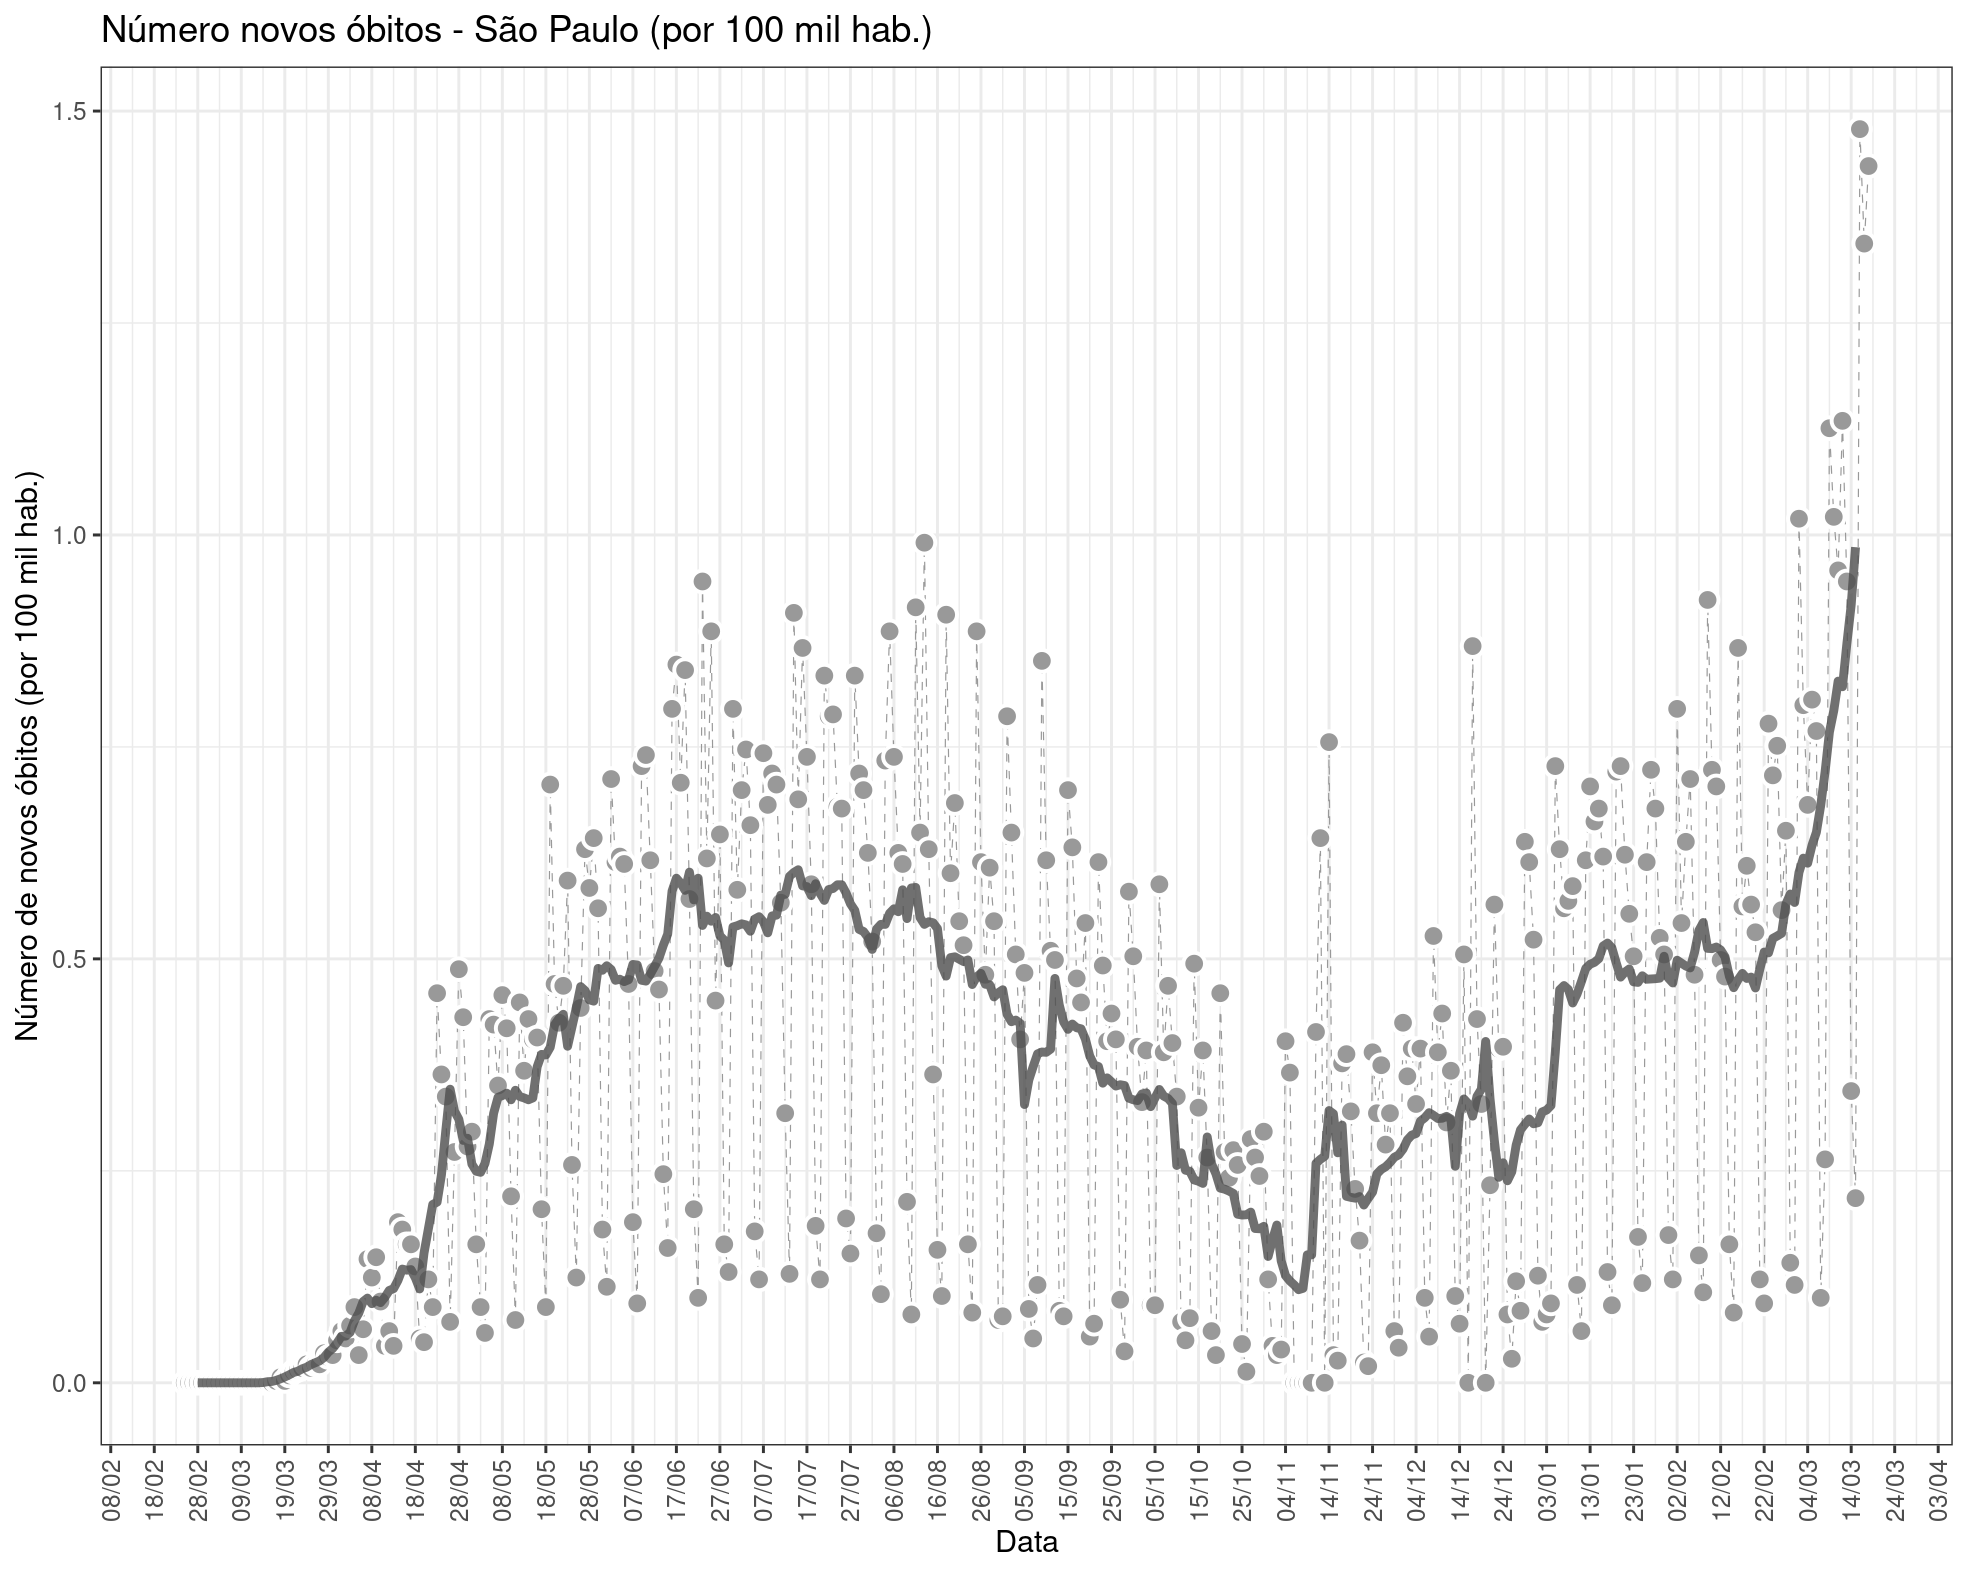 Número novos óbitos - São Paulo (por 100 mil hab.)
Número de novos óbitos (por 100 mil hab.)
1.5
1.0
0.5
0.0
08/02 18/02 28/02 09/03 19/03 29/03 08/04 18/04 28/04 08/05 18/05 28/05 07/06 17/06 27/06 07/07 17/07 27/07 06/08 16/08 26/08 05/09 15/09 25/09 05/10 15/10 25/10 04/11 14/11 24/11 04/12 14/12 24/12 03/01 13/01 23/01 02/02 12/02 22/02 04/03 14/03 24/03 03/04
Data